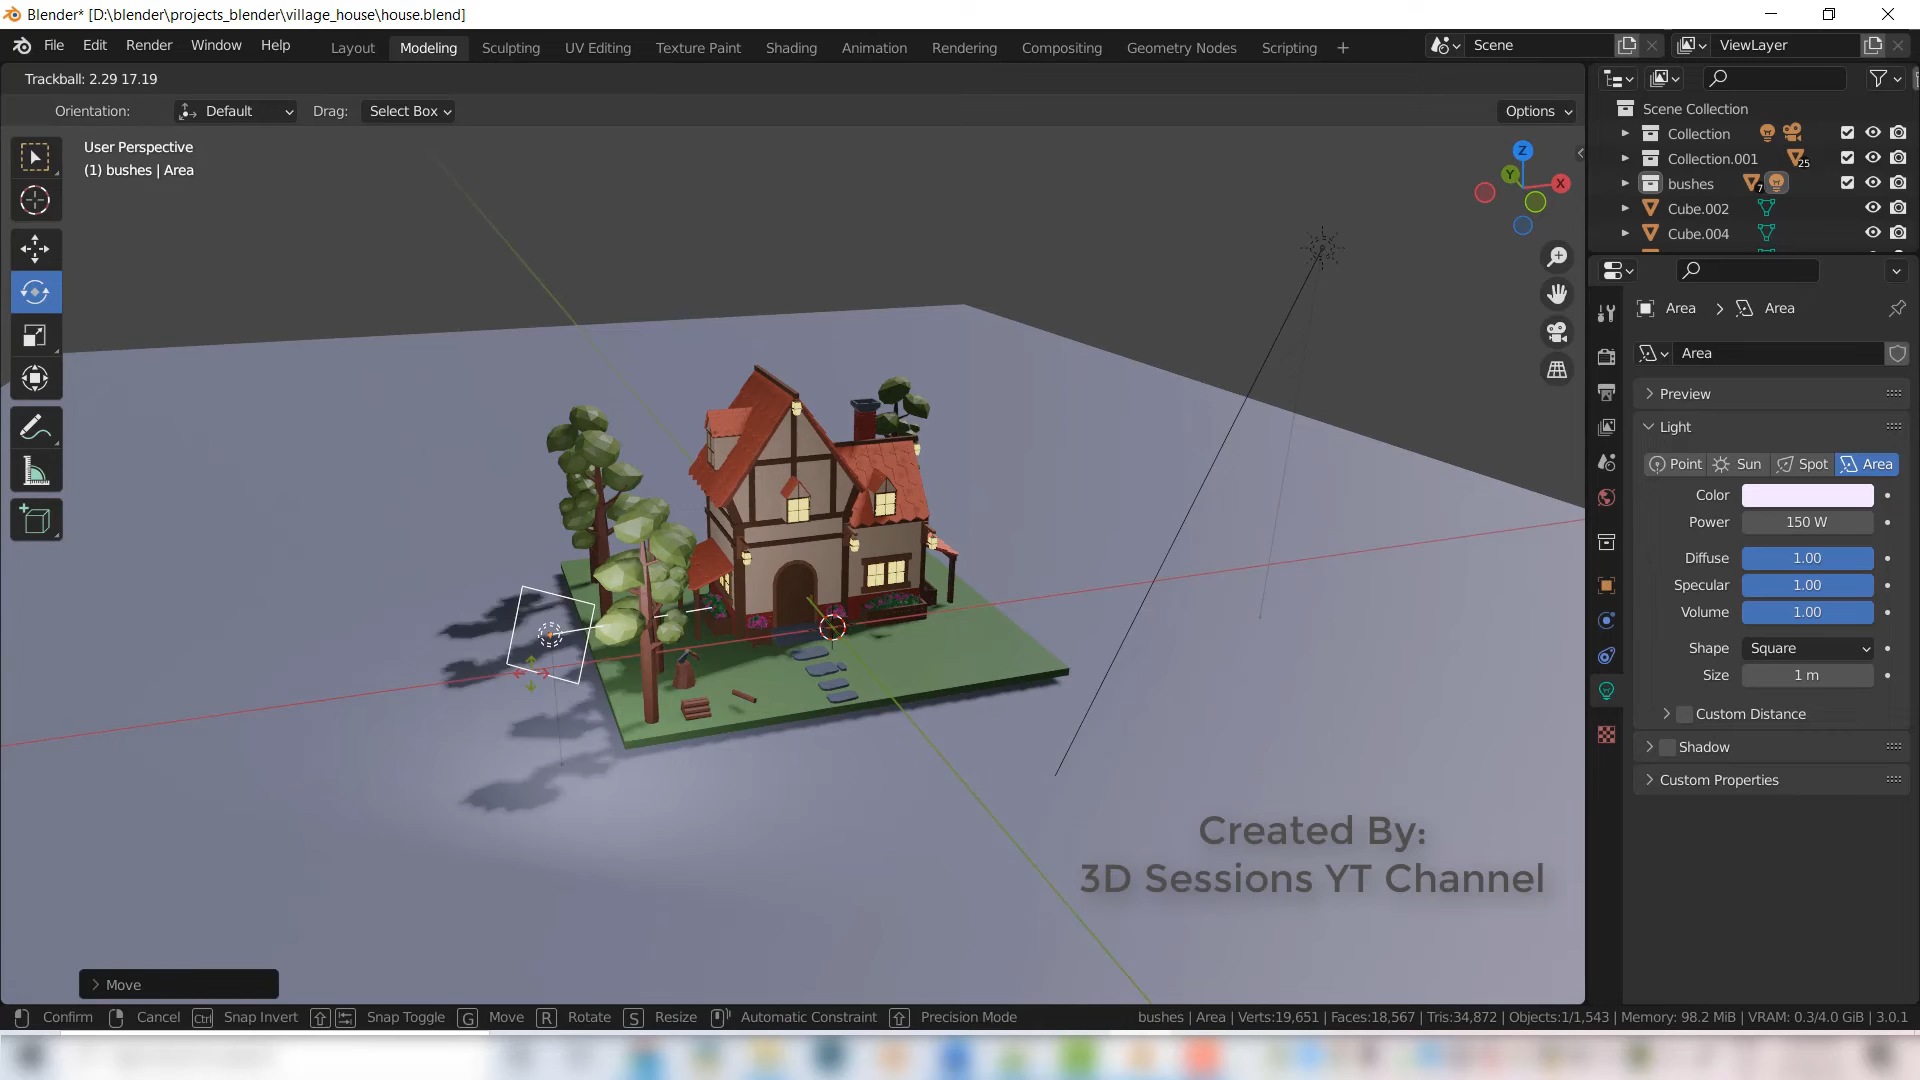 Blender* [D:\blender\projects_blender\village_house\house.blend]
File Edit Render Window Help Layout Modeling Sculpting UV Editing Texture Paint Shading Animation Rendering Compositing Geometry Nodes Scripting + Scene ViewLayer
Trackball: 2.29 17.19
Orientation: Default Drag: Select Box Options
User Perspective
(1) bushes | Area
Z
Y
X
Scene Collection
Collection
Collection.001 25
bushes 7
Cube.002
Cube.004
Area > Area
Area
Preview
Light
Point Sun Spot Area
Color
Power 150 W
Diffuse 1.00
Specular 1.00
Volume 1.00
Shape Square
Size 1 m
Custom Distance
Shadow
Custom Properties
Created By:
3D Sessions YT Channel
Move
Confirm Cancel Ctrl Snap Invert Snap Toggle G Move R Rotate S Resize Automatic Constraint Precision Mode bushes | Area | Verts:19,651 | Faces:18,567 | Tris:34,872 | Objects:1/1,543 | Memory: 98.2 MiB | VRAM: 0.3/4.0 GiB | 3.0.1